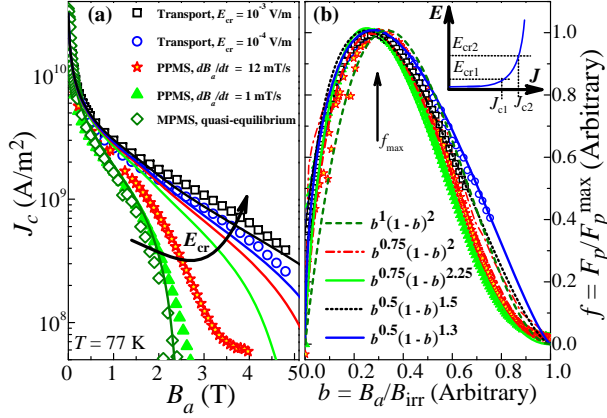 (a)
Transport, E_cr = 10^-3 V/m
Transport, E_cr = 10^-4 V/m
PPMS, dB_a/dt = 12 mT/s
PPMS, dB_a/dt = 1 mT/s
MPMS, quasi-equilibrium
E_cr
T = 77 K
10^10
10^9
10^8
J_c (A/m^2)
0 1 2 3 4 5
B_a (T)
(b)
E
E_cr2
E_cr1
J
J_c1 J_c2
f_max
b^1(1 - b)^2
b^0.75(1 - b)^2
b^0.75(1 - b)^2.25
b^0.5(1 - b)^1.5
b^0.5(1 - b)^1.3
0.0 0.2 0.4 0.6 0.8 1.0
b = B_a/B_irr (Arbitrary)
1.0
0.8
0.6
0.4
0.2
0.0
f = F_p/F_p^max (Arbitrary)